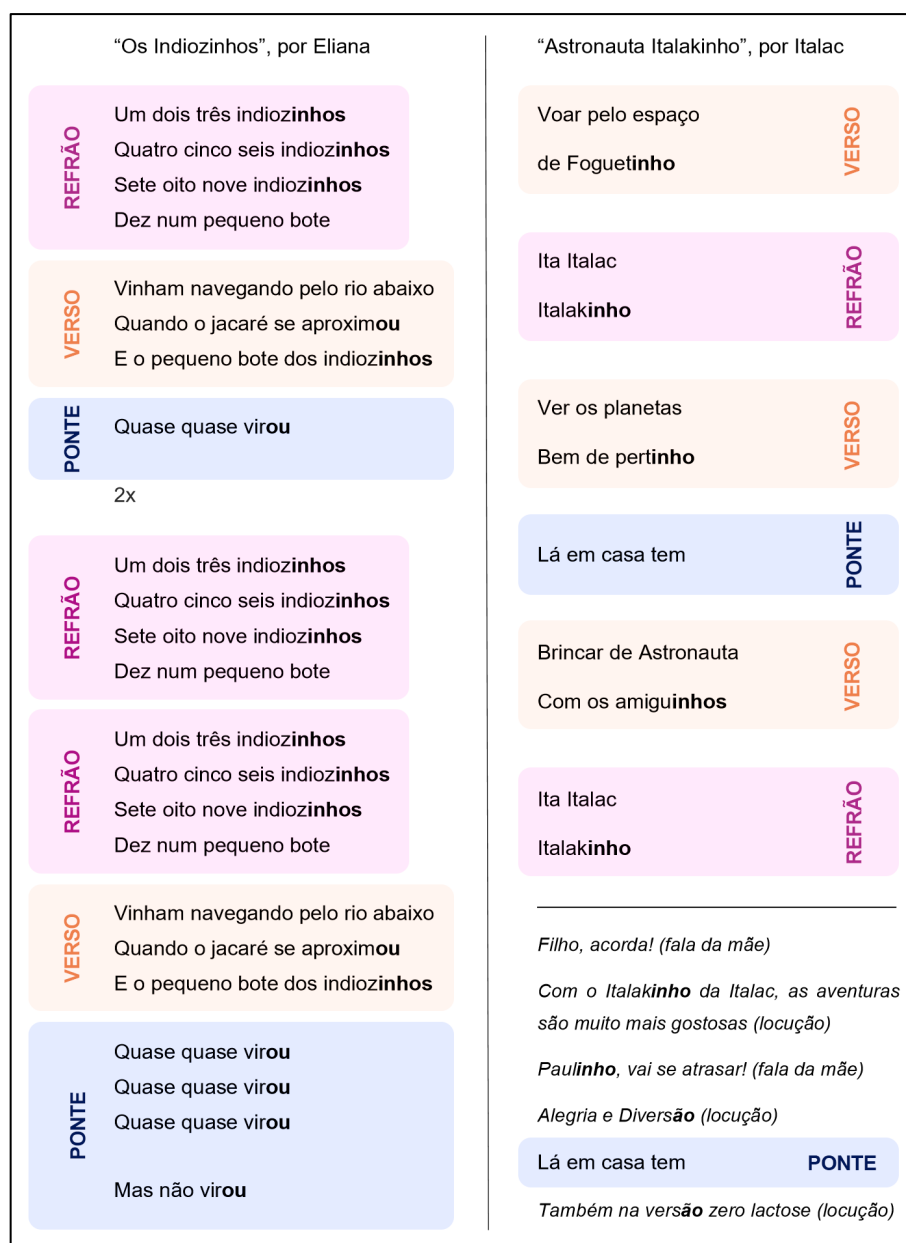 “Os Indiozinhos”, por Eliana
REFRÃO
Um dois três indiozinhos
Quatro cinco seis indiozinhos
Sete oito nove indiozinhos
Dez num pequeno bote
VERSO
Vinham navegando pelo rio abaixo
Quando o jacaré se aproximou
E o pequeno bote dos indiozinhos
PONTE
Quase quase virou
2x
REFRÃO
Um dois três indiozinhos
Quatro cinco seis indiozinhos
Sete oito nove indiozinhos
Dez num pequeno bote
REFRÃO
Um dois três indiozinhos
Quatro cinco seis indiozinhos
Sete oito nove indiozinhos
Dez num pequeno bote
VERSO
Vinham navegando pelo rio abaixo
Quando o jacaré se aproximou
E o pequeno bote dos indiozinhos
PONTE
Quase quase virou
Quase quase virou
Quase quase virou
Mas não virou
“Astronauta Italakinho”, por Italac
Voar pelo espaço
de Foguetinho
VERSO
Ita Italac
Italakinho
REFRÃO
Ver os planetas
Bem de pertinho
VERSO
Lá em casa tem
PONTE
Brincar de Astronauta
Com os amiguinhos
VERSO
Ita Italac
Italakinho
REFRÃO
Filho, acorda! (fala da mãe)
Com o Italakinho da Italac, as aventuras
são muito mais gostosas (locução)
Paulinho, vai se atrasar! (fala da mãe)
Alegria e Diversão (locução)
Lá em casa tem PONTE
Também na versão zero lactose (locução)